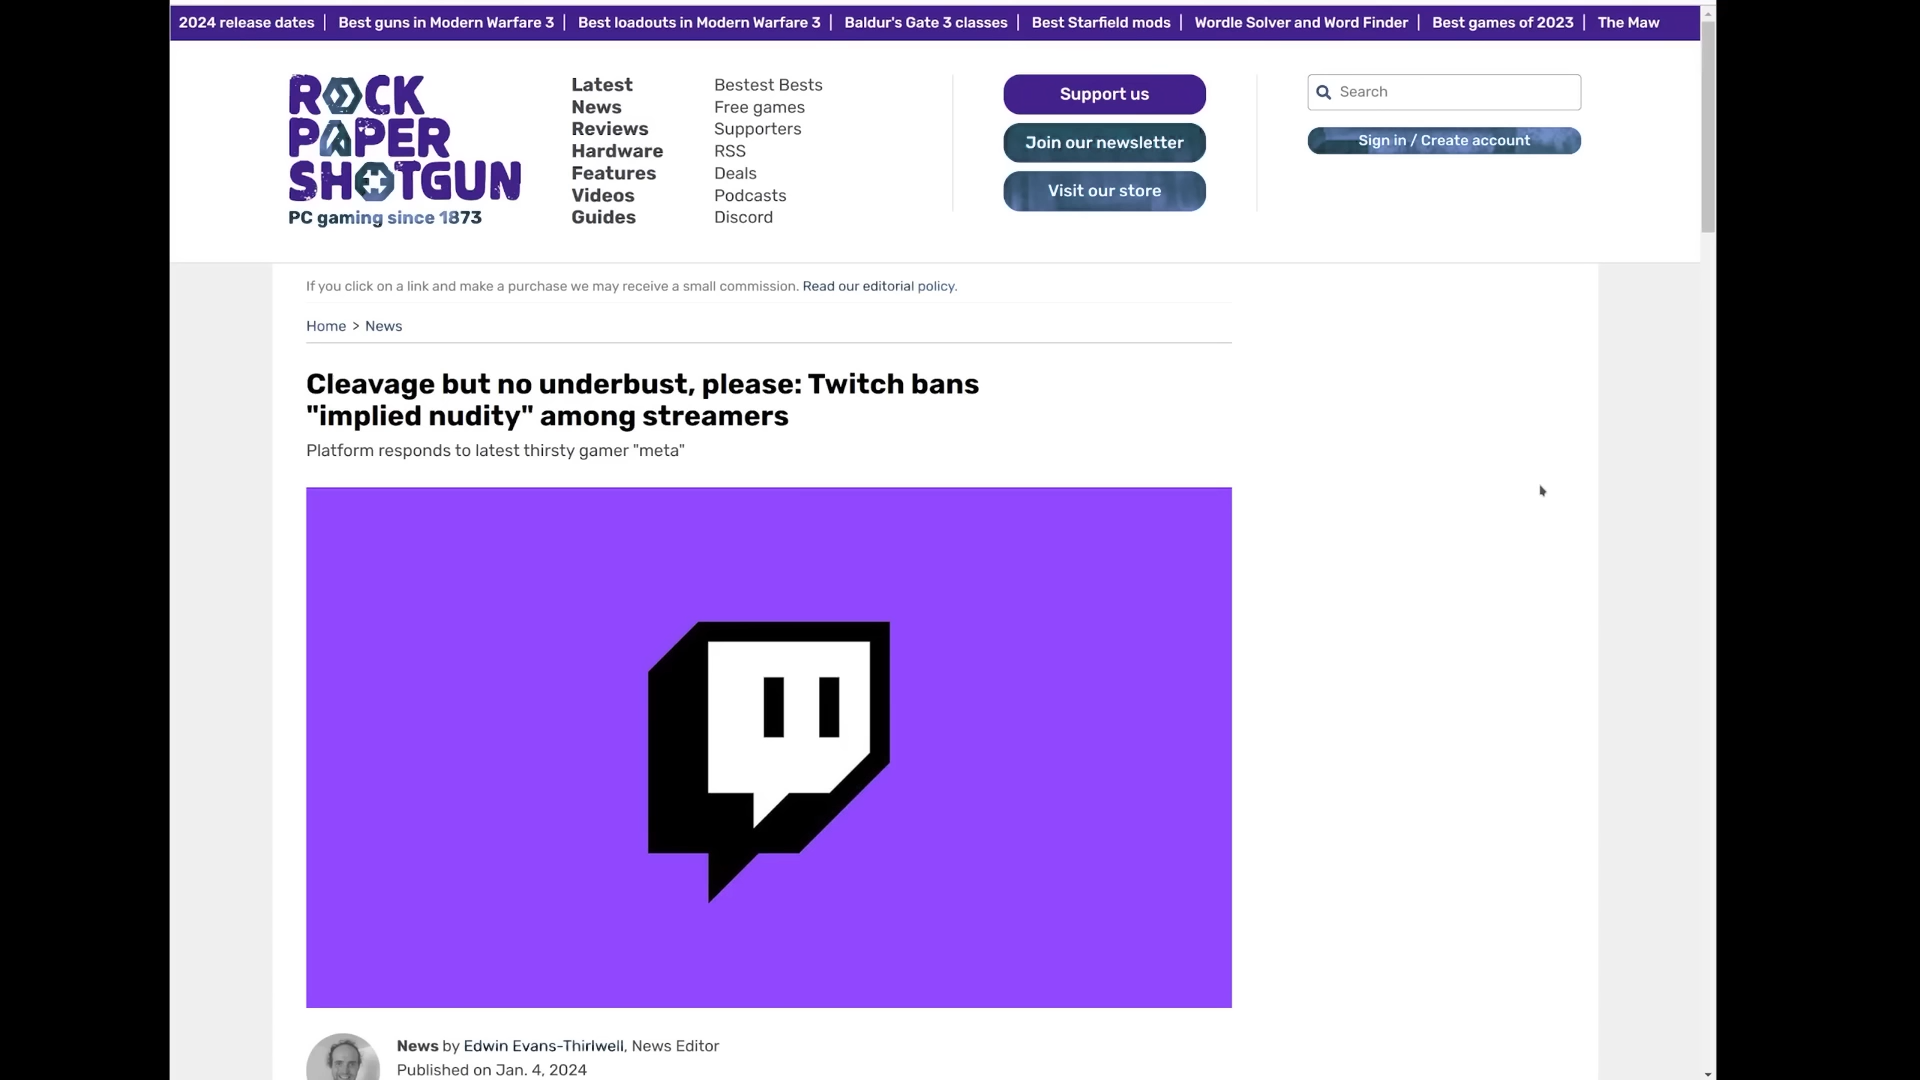 2024 release dates | Best guns in Modern Warfare 3 | Best loadouts in Modern Warfare 3 | Baldur's Gate 3 classes | Best Starfield mods | Wordle Solver and Word Finder | Best games of 2023 | The Maw
ROCK
PAPER
SHOTGUN
PC gaming since 1873
Latest
News
Reviews
Hardware
Features
Videos
Guides
Bestest Bests
Free games
Supporters
RSS
Deals
Podcasts
Discord
Support us
Join our newsletter
Visit our store
Search
Sign in / Create account
If you click on a link and make a purchase we may receive a small commission. Read our editorial policy.
Home > News
Cleavage but no underbust, please: Twitch bans
"implied nudity" among streamers
Platform responds to latest thirsty gamer "meta"
News by Edwin Evans-Thirlwell, News Editor
Published on Jan. 4, 2024